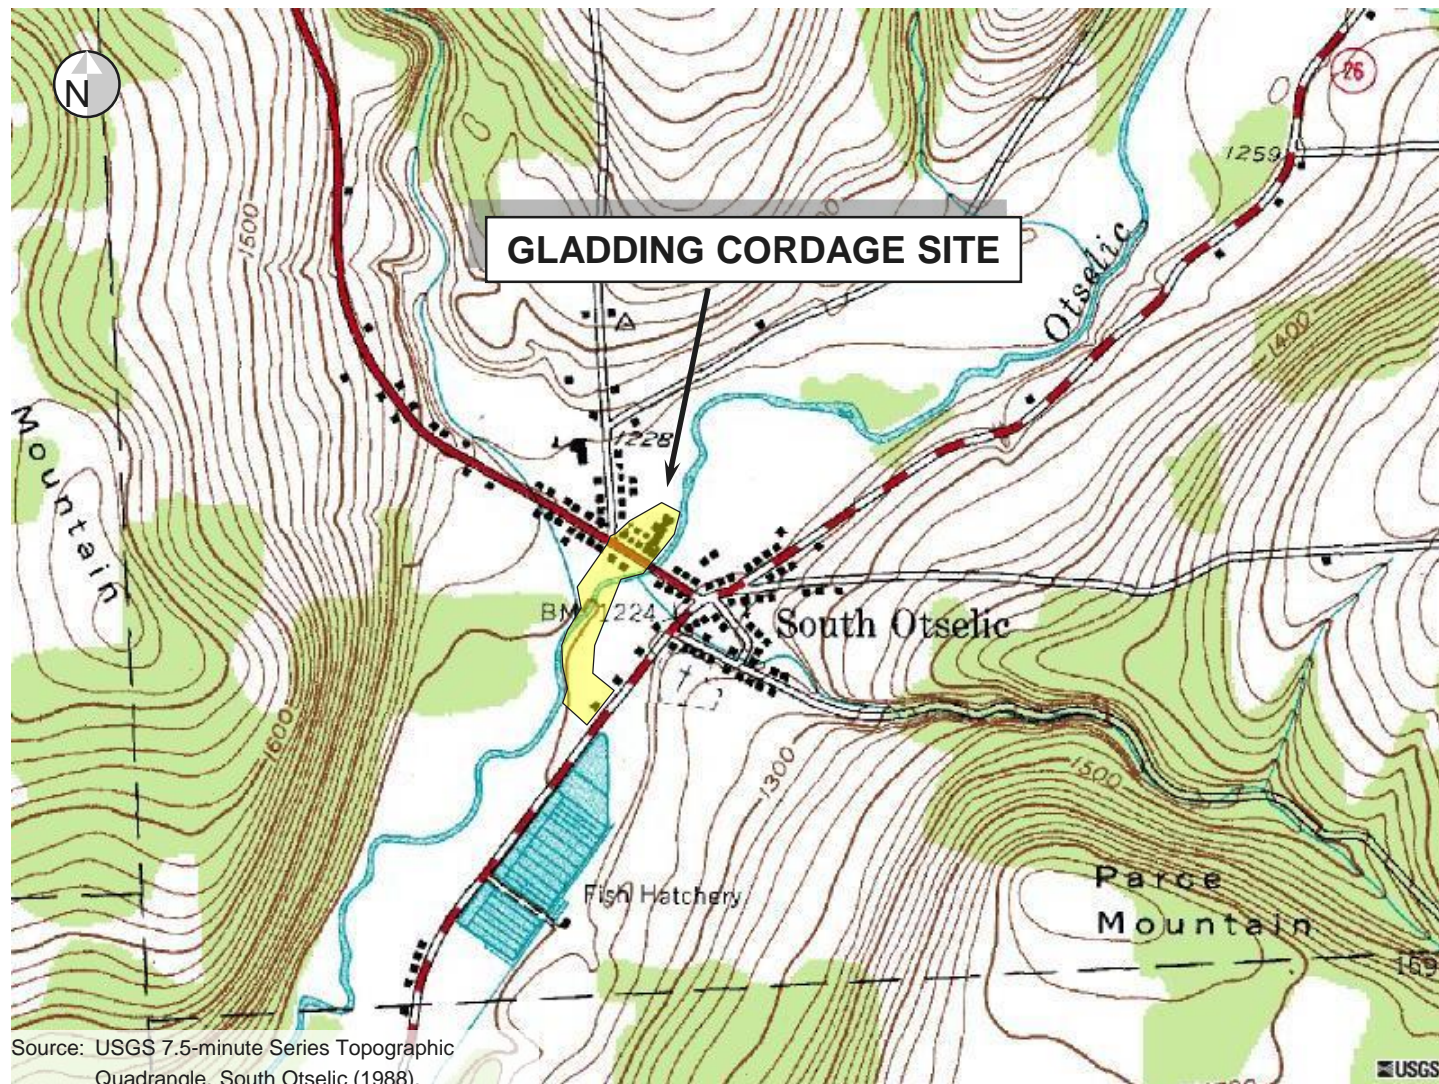 N
26
1259
1500
GLADDING CORDAGE SITE
Otselic
1400
Mountain
1228
BM 1224
South Otselic
1600
1300
1500
Parce
Mountain
Fish Hatchery
Source: USGS 7.5-minute Series Topographic
Quadrangle, South Otselic (1988).
USGS